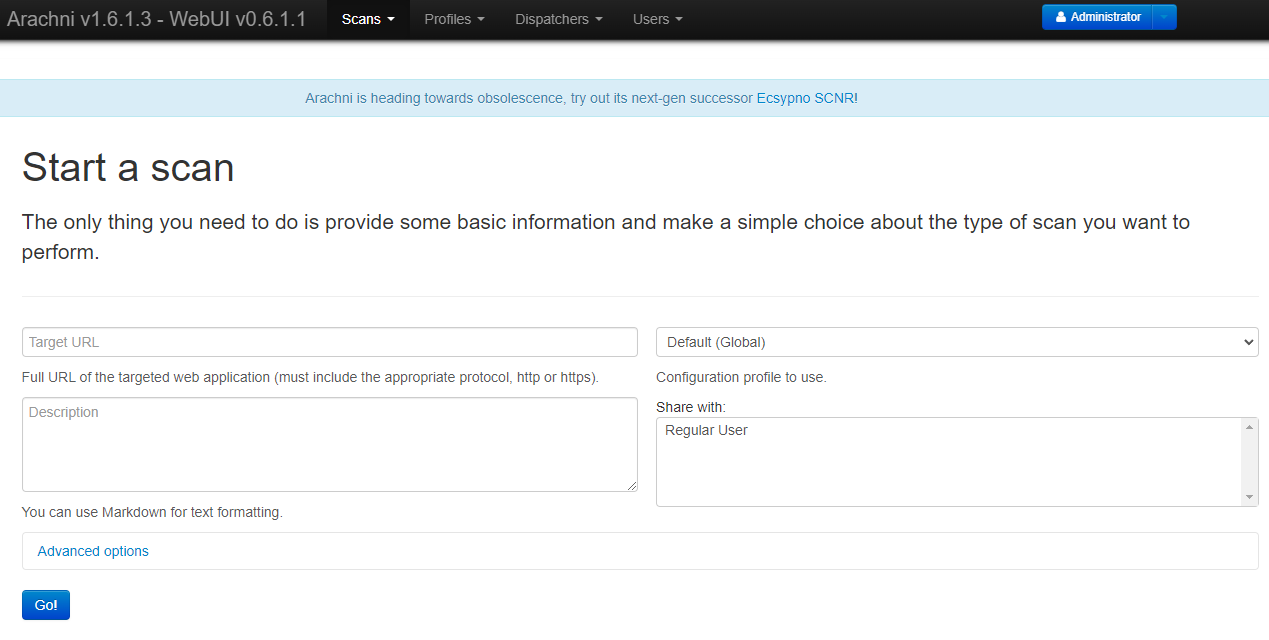 Arachni v1.6.1.3 - WebUI v0.6.1.1 Scans Profiles Dispatchers Users Administrator
Arachni is heading towards obsolescence, try out its next-gen successor Ecsypno SCNR!
Start a scan
The only thing you need to do is provide some basic information and make a simple choice about the type of scan you want to
perform.
Target URL
Default (Global)
Full URL of the targeted web application (must include the appropriate protocol, http or https).
Configuration profile to use.
Description
Share with:
Regular User
You can use Markdown for text formatting.
Advanced options
Go!